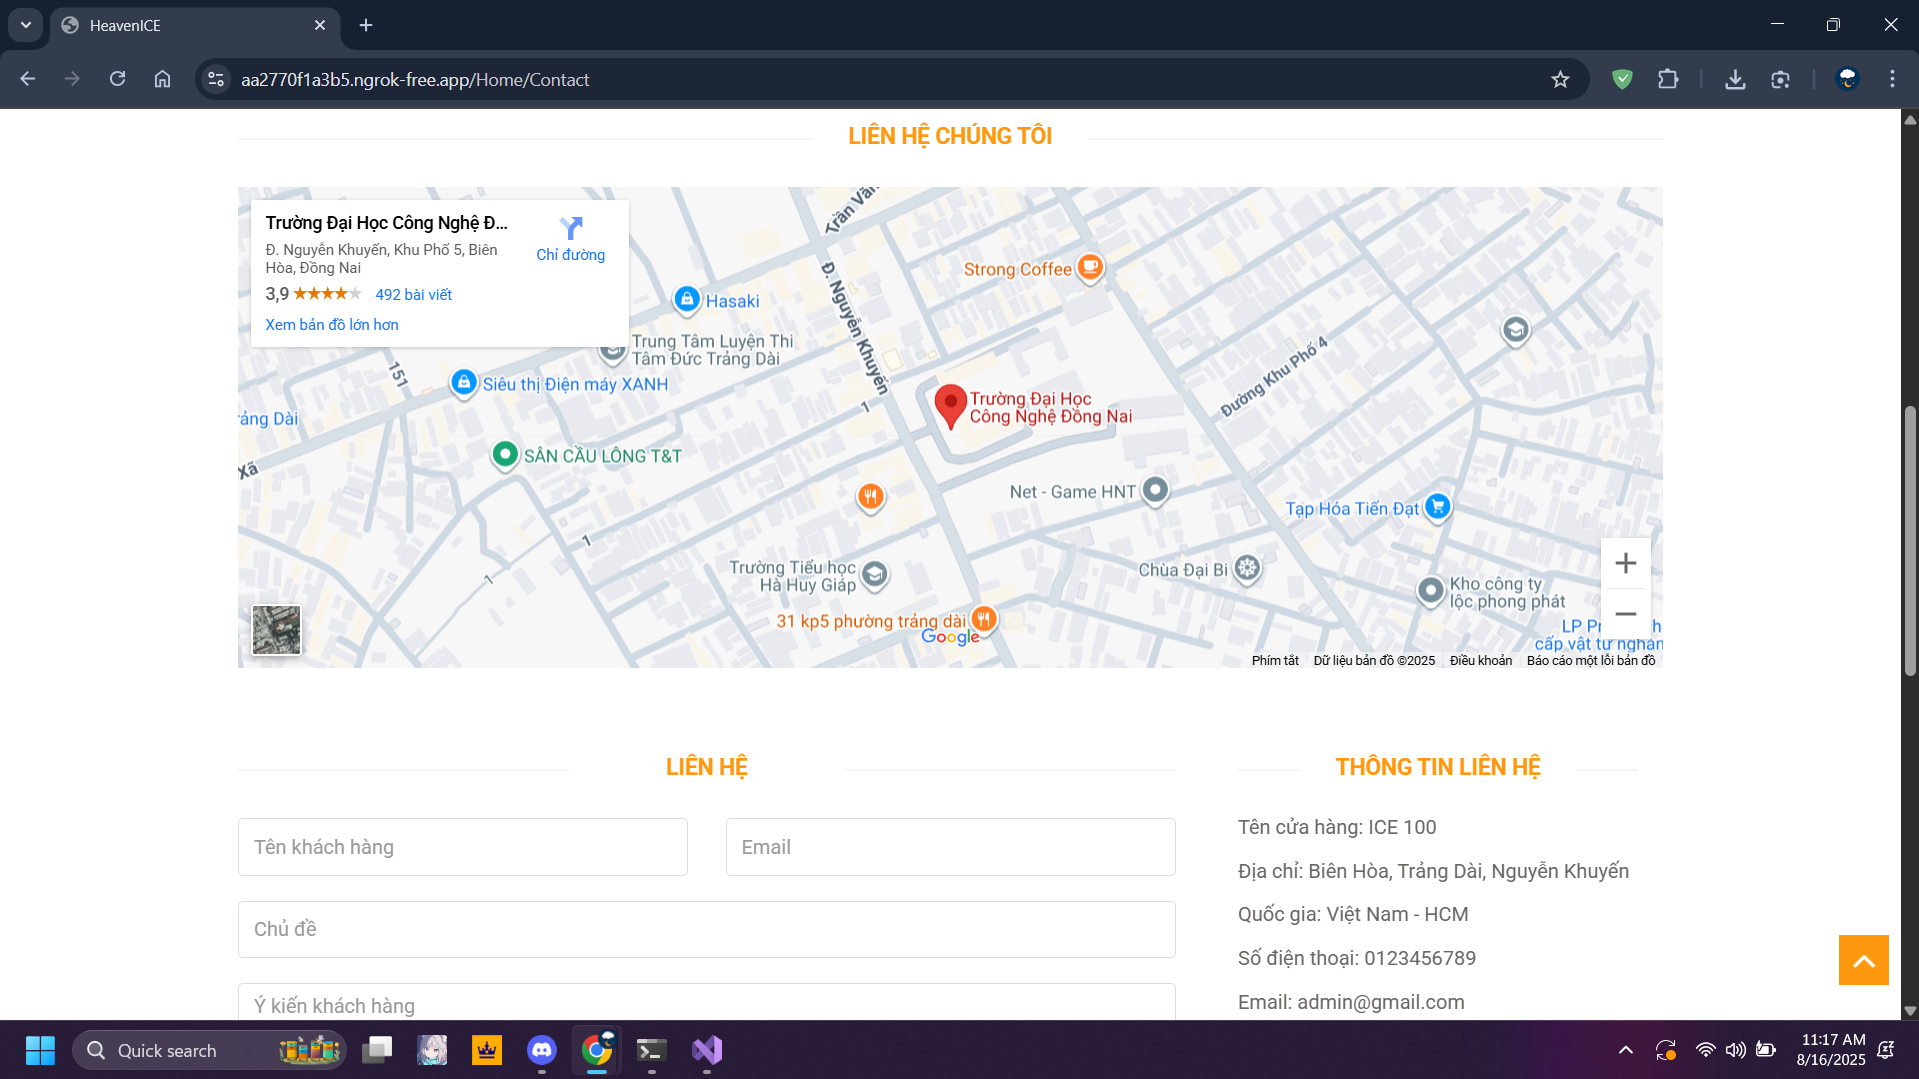 HeavenICE
aa2770f1a3b5.ngrok-free.app/Home/Contact
LIÊN HỆ CHÚNG TÔI
Trường Đại Học Công Nghệ Đ...
Đ. Nguyễn Khuyến, Khu Phố 5, Biên
Hòa, Đồng Nai
3,9
492 bài viết
Xem bản đồ lớn hơn
Chỉ đường
Trần Văn
Strong Coffee
Đ. Nguyễn Khuyến
Hasaki
Trung Tâm Luyện Thi
Tâm Đức Trảng Dài
151
Siêu thị Điện máy XANH
Đường Khu Phố 4
Trường Đại Học
Công Nghệ Đồng Nai
1
rảng Dài
SÂN CẦU LÔNG T&T
Xã
Net - Game HNT
Tạp Hóa Tiến Đạt
1
1
Trường Tiểu học
Hà Huy Giáp
Chùa Đại Bi
Kho công ty
lộc phong phát
31 kp5 phường trảng dài
Google
LP
cấp vật tư
Phím tắt
Dữ liệu bản đồ ©2025
Điều khoản
Báo cáo một lỗi bản đồ
LIÊN HỆ
Tên khách hàng
Email
Chủ đề
Ý kiến khách hàng
THÔNG TIN LIÊN HỆ
Tên cửa hàng: ICE 100
Địa chỉ: Biên Hòa, Trảng Dài, Nguyễn Khuyến
Quốc gia: Việt Nam - HCM
Số điện thoại: 0123456789
Email: admin@gmail.com
Quick search
11:17 AM
8/16/2025